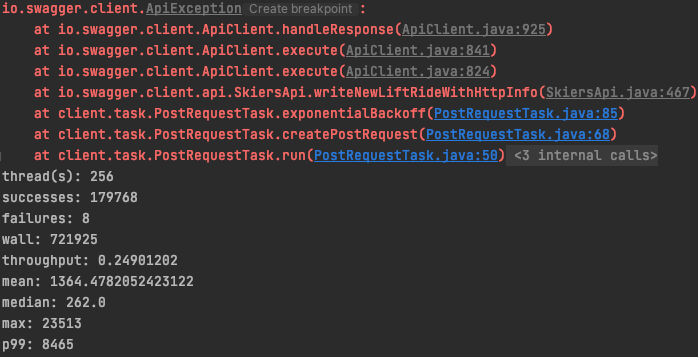 io.swagger.client.ApiException Create breakpoint :
at io.swagger.client.ApiClient.handleResponse(ApiClient.java:925)
at io.swagger.client.ApiClient.execute(ApiClient.java:841)
at io.swagger.client.ApiClient.execute(ApiClient.java:824)
at io.swagger.client.api.SkiersApi.writeNewLiftRideWithHttpInfo(SkiersApi.java:467)
at client.task.PostRequestTask.exponentialBackoff(PostRequestTask.java:85)
at client.task.PostRequestTask.createPostRequest(PostRequestTask.java:68)
at client.task.PostRequestTask.run(PostRequestTask.java:50) <3 internal calls>
thread(s): 256
successes: 179768
failures: 8
wall: 721925
throughput: 0.24901202
mean: 1364.4782052423122
median: 262.0
max: 23513
p99: 8465